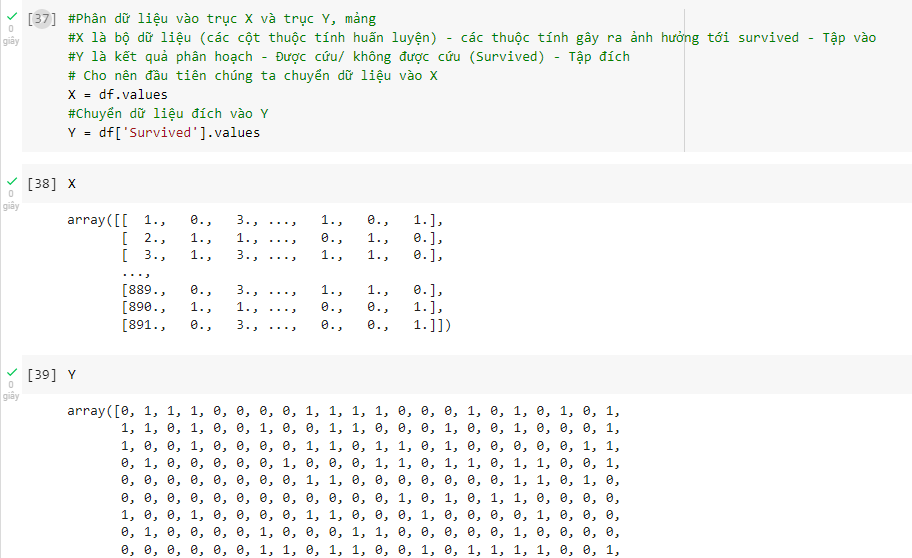 [37] #Phân dữ liệu vào trục X và trục Y, mảng
0
giây
#X là bộ dữ liệu (các cột thuộc tính huấn luyện) - các thuộc tính gây ra ảnh hưởng tới survived - Tập vào
#Y là kết quả phân hoạch - Được cứu/ không được cứu (Survived) - Tập đích
# Cho nên đầu tiên chúng ta chuyển dữ liệu vào X
X = df.values
#Chuyển dữ liệu đích vào Y
Y = df['Survived'].values
[38] X
0
giây
array([[  1.,   0.,   3., ...,   1.,   0.,   1.],
[  2.,   1.,   1., ...,   0.,   1.,   0.],
[  3.,   1.,   3., ...,   1.,   1.,   0.],
...,
[889.,   0.,   3., ...,   1.,   1.,   0.],
[890.,   1.,   1., ...,   0.,   0.,   1.],
[891.,   0.,   3., ...,   0.,   0.,   1.]])
[39] Y
0
giây
array([0, 1, 1, 1, 0, 0, 0, 0, 1, 1, 1, 1, 0, 0, 0, 1, 0, 1, 0, 1, 0, 1,
1, 1, 0, 1, 0, 0, 1, 0, 0, 1, 1, 0, 0, 0, 1, 0, 0, 1, 0, 0, 0, 1,
1, 0, 0, 1, 0, 0, 0, 0, 1, 1, 0, 1, 1, 0, 1, 0, 0, 0, 0, 0, 1, 1,
0, 1, 0, 0, 0, 0, 0, 1, 0, 0, 0, 1, 1, 0, 1, 1, 0, 1, 1, 0, 0, 1,
0, 0, 0, 0, 0, 0, 0, 0, 1, 1, 0, 0, 0, 0, 0, 0, 0, 1, 1, 0, 1, 0,
0, 0, 0, 0, 0, 0, 0, 0, 0, 0, 0, 0, 1, 0, 1, 0, 1, 1, 0, 0, 0, 0,
1, 0, 0, 1, 0, 0, 0, 0, 1, 1, 0, 0, 0, 1, 0, 0, 0, 0, 1, 0, 0, 0,
0, 1, 0, 0, 0, 0, 1, 0, 0, 0, 1, 1, 0, 0, 0, 0, 0, 1, 0, 0, 0, 0,
0, 0, 0, 0, 0, 0, 1, 1, 0, 1, 1, 0, 0, 1, 0, 1, 1, 1, 1, 0, 0, 1,